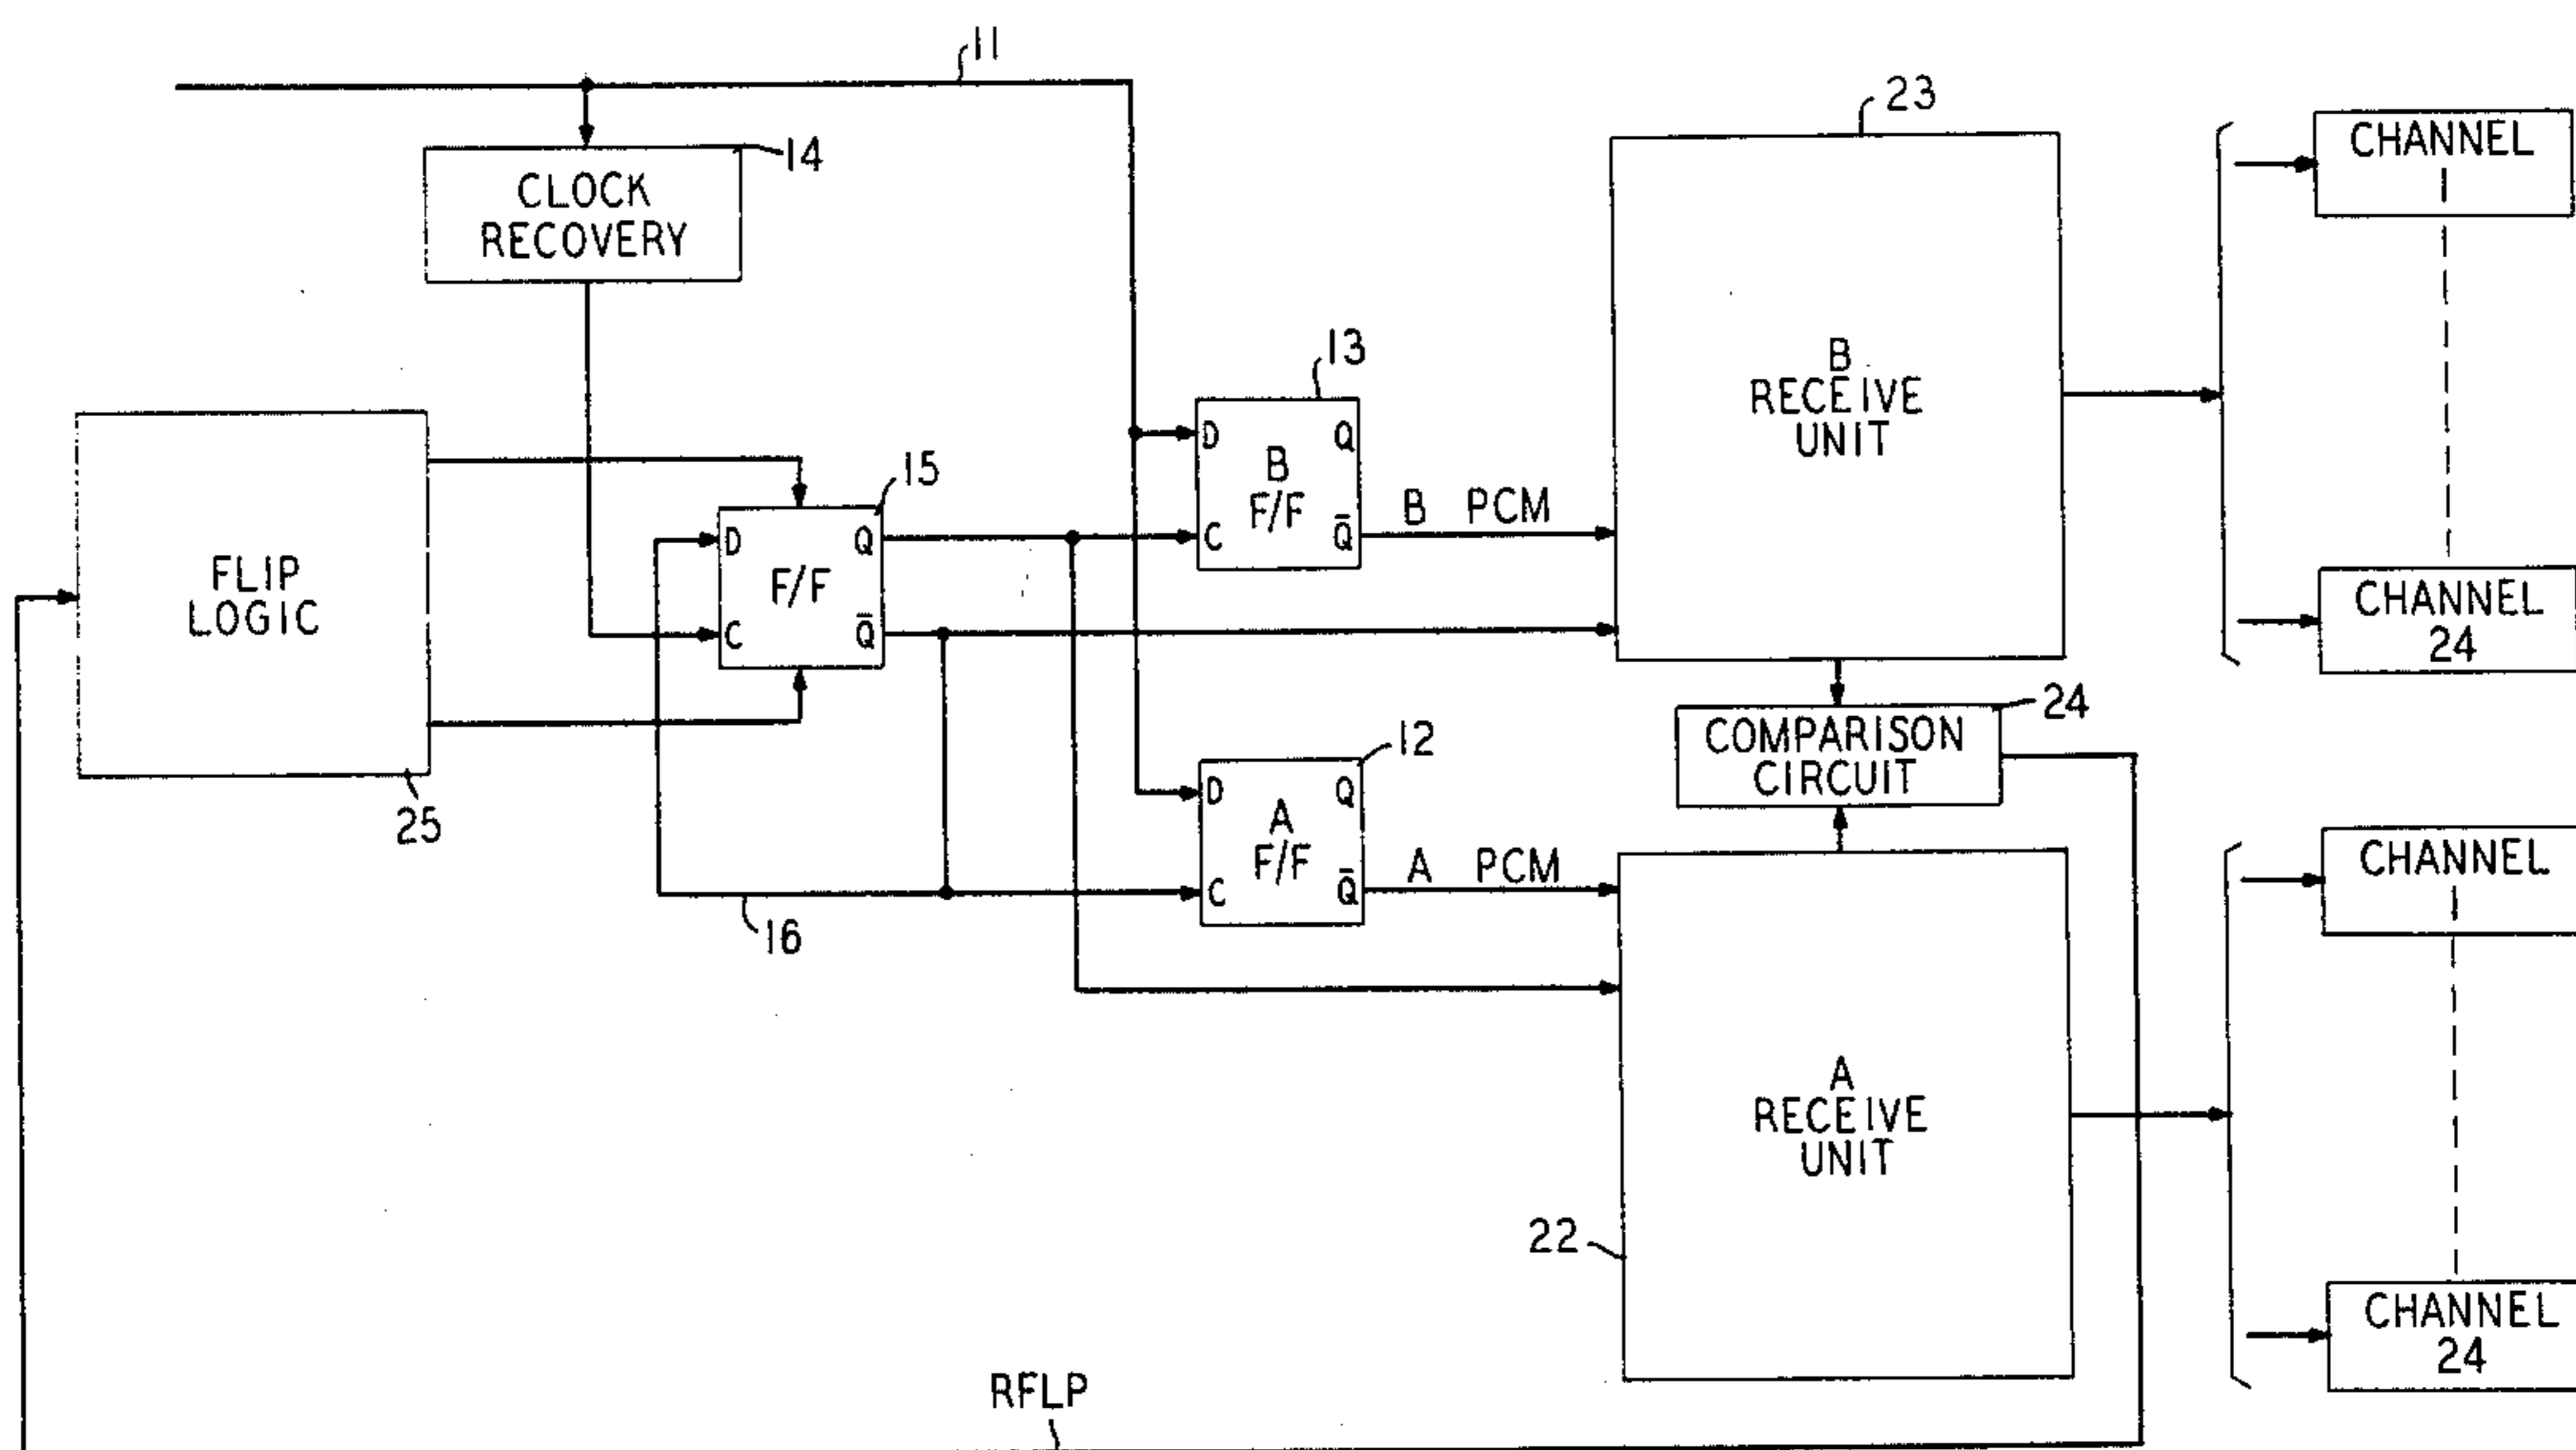 11
14
CLOCK
RECOVERY
23
B
RECEIVE
UNIT
CHANNEL
1
CHANNEL
24
13
D Q
B
F/F
C Q̄
B PCM
FLIP
LOGIC
25
15
D Q
F/F
C Q̄
16
24
COMPARISON
CIRCUIT
12
D Q
A
F/F
C Q̄
A PCM
A
RECEIVE
UNIT
22
CHANNEL
1
CHANNEL
24
RFLP